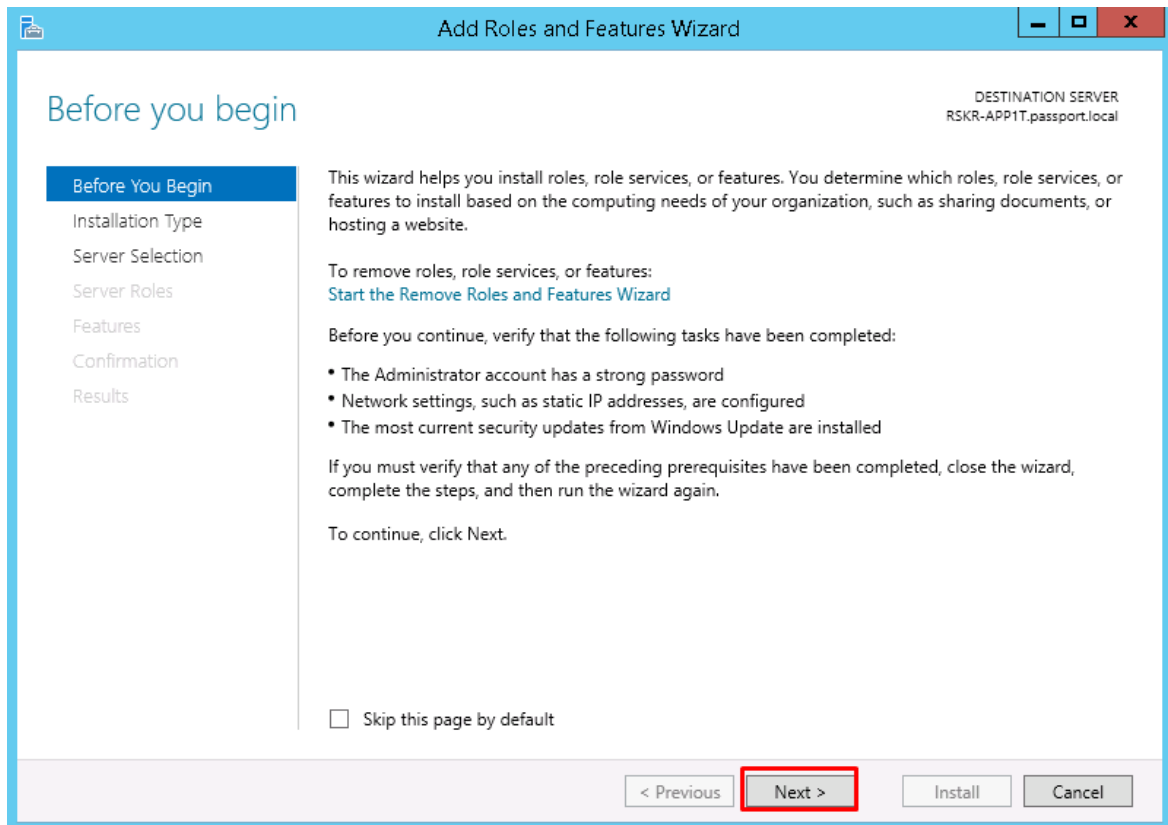 Add Roles and Features Wizard
Before you begin
DESTINATION SERVER
RSKR-APP1T.passport.local
Before You Begin
Installation Type
Server Selection
Server Roles
Features
Confirmation
Results
This wizard helps you install roles, role services, or features. You determine which roles, role services, or
features to install based on the computing needs of your organization, such as sharing documents, or
hosting a website.
To remove roles, role services, or features:
Start the Remove Roles and Features Wizard
Before you continue, verify that the following tasks have been completed:
• The Administrator account has a strong password
• Network settings, such as static IP addresses, are configured
• The most current security updates from Windows Update are installed
If you must verify that any of the preceding prerequisites have been completed, close the wizard,
complete the steps, and then run the wizard again.
To continue, click Next.
Skip this page by default
< Previous
Next >
Install
Cancel